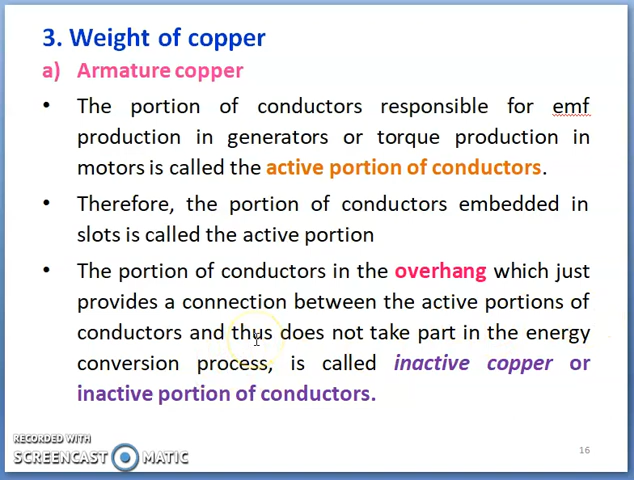 3. Weight of copper
a) Armature copper
• The portion of conductors responsible for emf
production in generators or torque production in
motors is called the active portion of conductors.
• Therefore, the portion of conductors embedded in
slots is called the active portion
• The portion of conductors in the overhang which just
provides a connection between the active portions of
conductors and thus does not take part in the energy
conversion process, is called inactive copper or
inactive portion of conductors.
RECORDED WITH
SCREENCAST MATIC
16